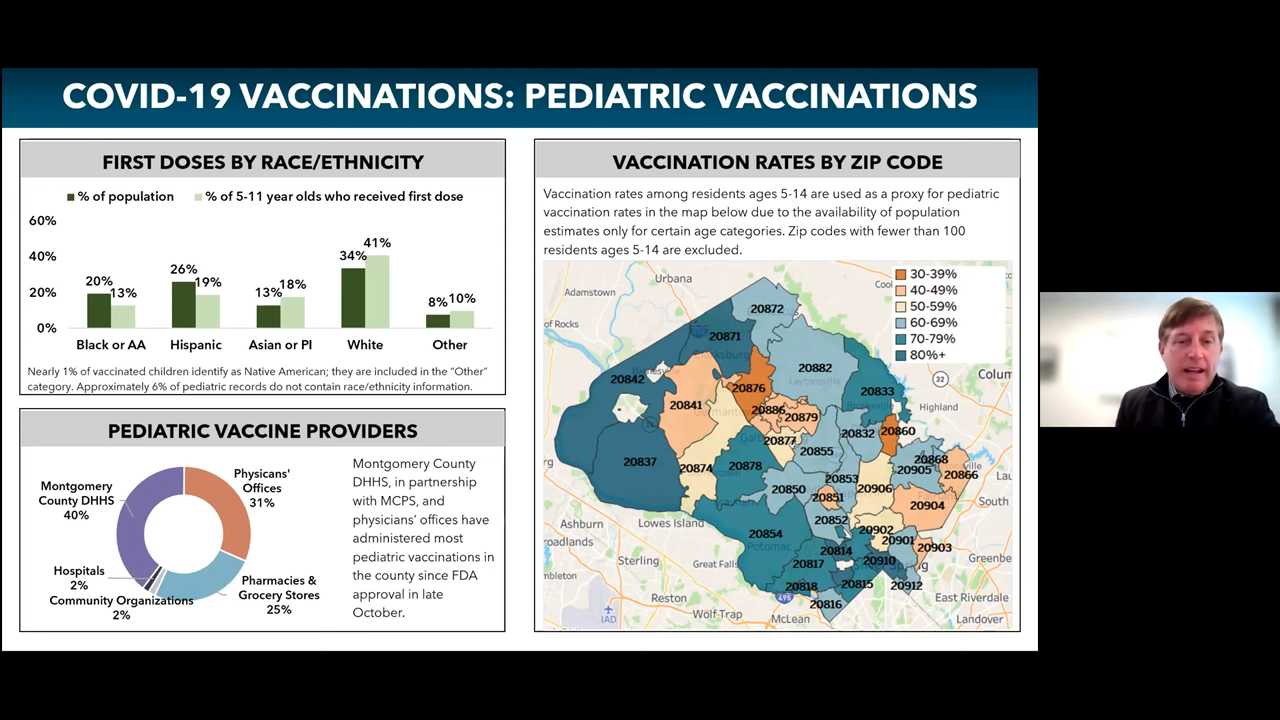 COVID-19 VACCINATIONS: PEDIATRIC VACCINATIONS
FIRST DOSES BY RACE/ETHNICITY
% of population
% of 5-11 year olds who received first dose
60%
40%
20%
0%
20%
13%
26%
19%
13%
18%
34%
41%
8%
10%
Black or AA
Hispanic
Asian or PI
White
Other
Nearly 1% of vaccinated children identify as Native American; they are included in the “Other”
category. Approximately 6% of pediatric records do not contain race/ethnicity information.
PEDIATRIC VACCINE PROVIDERS
Montgomery
County DHHS
40%
Physicians'
Offices
31%
Hospitals
2%
Community Organizations
2%
Pharmacies &
Grocery Stores
25%
Montgomery County
DHHS, in partnership
with MCPS, and
physicians’ offices have
administered most
pediatric vaccinations in
the county since FDA
approval in late
October.
VACCINATION RATES BY ZIP CODE
Vaccination rates among residents ages 5-14 are used as a proxy for pediatric
vaccination rates in the map below due to the availability of population
estimates only for certain age categories. Zip codes with fewer than 100
residents ages 5-14 are excluded.
30-39%
40-49%
50-59%
60-69%
70-79%
80%+
Urbana
Adamstown
of Rocks
Cool
32
Colum
Highland
20872
20871
20882
20842
20876
20833
20841
20886
20879
20860
20832
20877
20855
20837
20874
20878
20868
20905
20866
20850
20853
20906
20851
20904
Lau
South
Ashburn
roadlands
Lowes Island
20852
20854
Potomac
20902
20901
20903
20814
20910
Greenbe
Sterling
Great Falls
20817
mbleton
20818
20815
20912
Reston
495
20816
East Riverdale
IAD
Wolf Trap
McLean
Landover